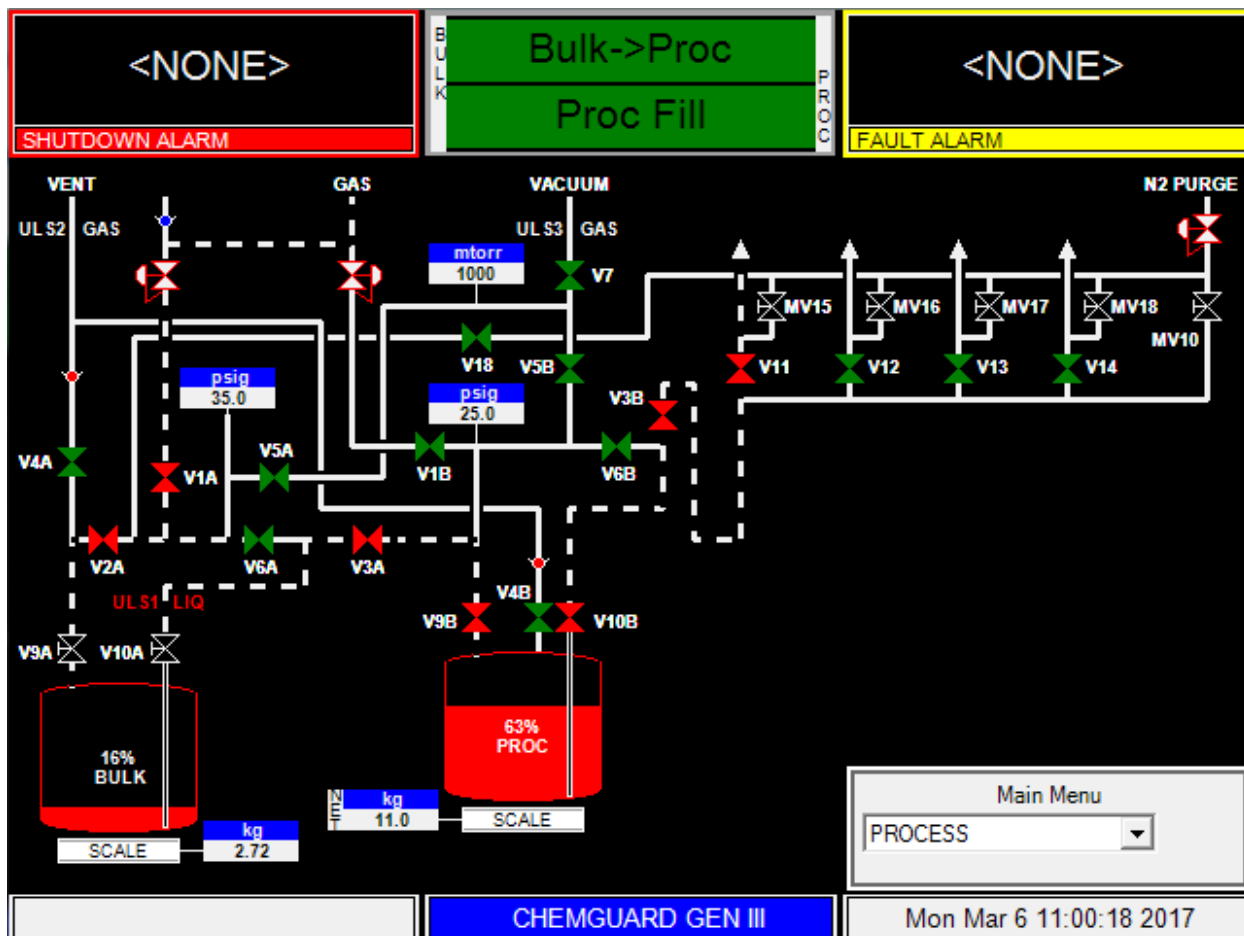 <NONE>
SHUTDOWN ALARM
BULK
Bulk->Proc
Proc Fill
PROC
<NONE>
FAULT ALARM
VENT
GAS
VACUUM
N2 PURGE
ULS2 GAS
ULS3 GAS
mtorr
1000
V7
MV15
MV16
MV17
MV18
MV10
V18
V5B
V11
V12
V13
V14
psig
35.0
psig
25.0
V3B
V4A
V1A
V5A
V1B
V6B
V2A
V6A
V3A
ULS1 LIQ
V4B
V9B
V10B
V9A
V10A
63%
PROC
16%
BULK
NET
kg
11.0
SCALE
SCALE
kg
2.72
Main Menu
PROCESS
CHEMGUARD GEN III
Mon Mar 6 11:00:18 2017